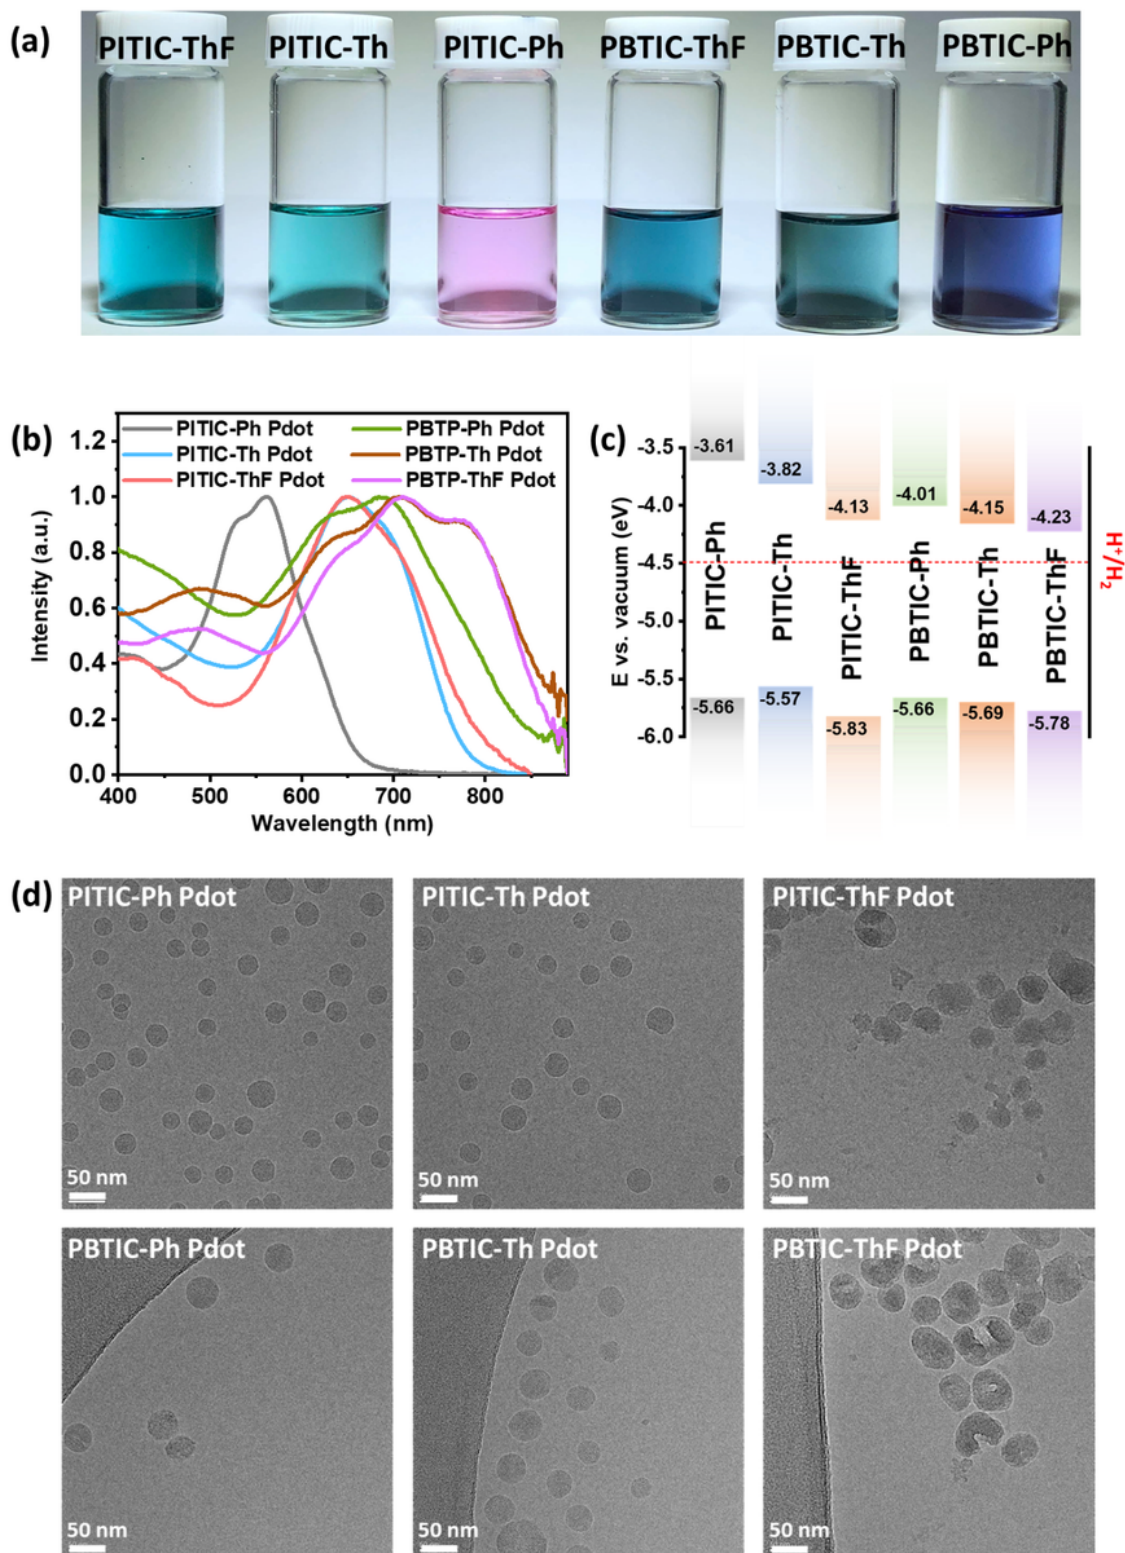 (a)
PITIC-ThF PITIC-Th PITIC-Ph PBTIC-ThF PBTIC-Th PBTIC-Ph
(b)
PITIC-Ph Pdot PBTP-Ph Pdot
PITIC-Th Pdot PBTP-Th Pdot
PITIC-ThF Pdot PBTP-ThF Pdot
Intensity (a.u.)
1.2
1.0
0.8
0.6
0.4
0.2
0.0
400 500 600 700 800
Wavelength (nm)
(c)
E vs. vacuum (eV)
-3.5
-4.0
-4.5
-5.0
-5.5
-6.0
-3.61
-3.82
-4.13
-4.01
-4.15
-4.23
PITIC-Ph
PITIC-Th
PITIC-ThF
PBTIC-Ph
PBTIC-Th
PBTIC-ThF
H⁺/H₂
-5.66
-5.57
-5.83
-5.66
-5.69
-5.78
(d)
PITIC-Ph Pdot PITIC-Th Pdot PITIC-ThF Pdot
50 nm 50 nm 50 nm
PBTIC-Ph Pdot PBTIC-Th Pdot PBTIC-ThF Pdot
50 nm 50 nm 50 nm